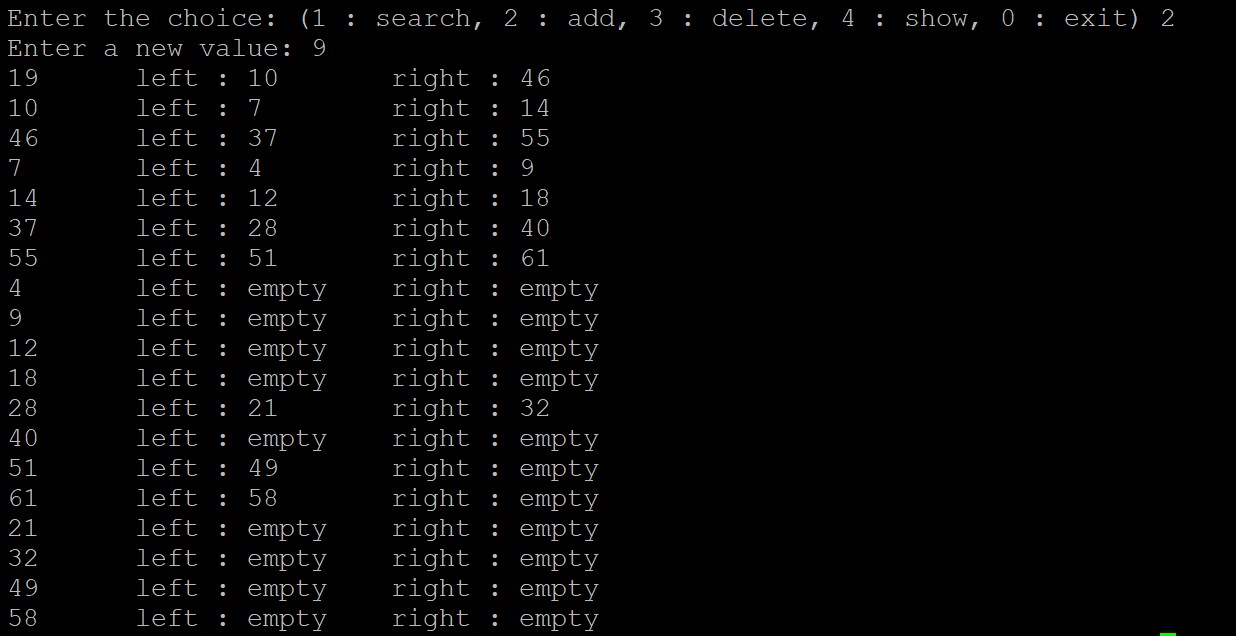 Enter the choice: (1 : search, 2 : add, 3 : delete, 4 : show, 0 : exit) 2
Enter a new value: 9
19      left : 10       right : 46
10      left : 7        right : 14
46      left : 37       right : 55
7       left : 4        right : 9
14      left : 12       right : 18
37      left : 28       right : 40
55      left : 51       right : 61
4       left : empty    right : empty
9       left : empty    right : empty
12      left : empty    right : empty
18      left : empty    right : empty
28      left : 21       right : 32
40      left : empty    right : empty
51      left : 49       right : empty
61      left : 58       right : empty
21      left : empty    right : empty
32      left : empty    right : empty
49      left : empty    right : empty
58      left : empty    right : empty